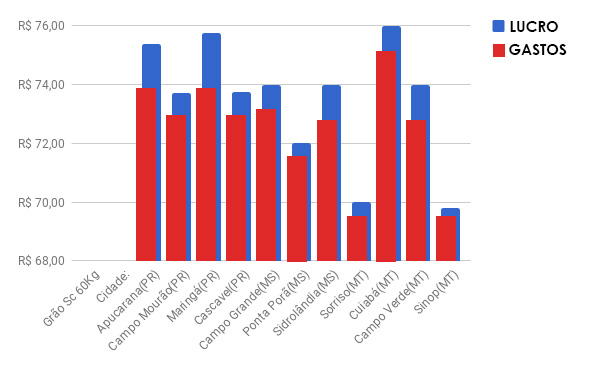 R$ 76,00
R$ 74,00
R$ 72,00
R$ 70,00
R$ 68,00
LUCRO
GASTOS
Grão Sc 60Kg
Cidade:
Apucarana(PR)
Campo Mourão(PR)
Maringá(PR)
Cascavel(PR)
Campo Grande(MS)
Ponta Porã(MS)
Sidrolândia(MS)
Sorriso(MT)
Cuiabá(MT)
Campo Verde(MT)
Sinop(MT)